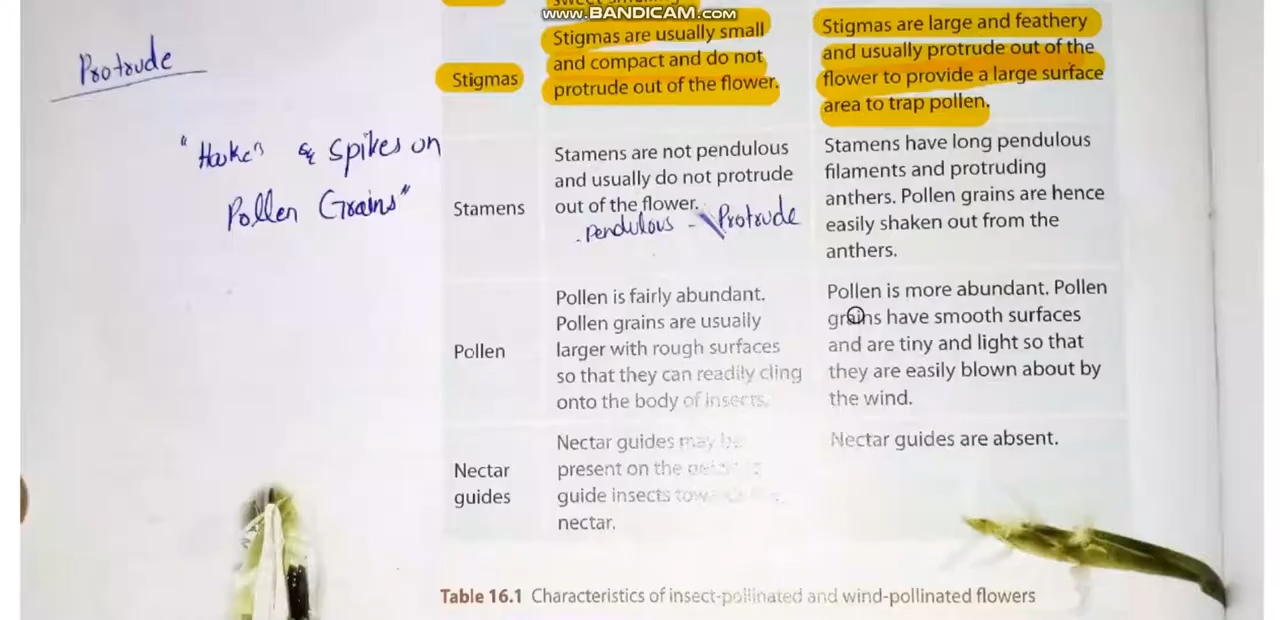 www.BANDICAM.com
Protrude
Stigmas
Stigmas are usually small
and compact and do not
protrude out of the flower.
Stigmas are large and feathery
and usually protrude out of the
flower to provide a large surface
area to trap pollen.
& Spikes on
Pollen Grains"
Stamens
Stamens are not pendulous
and usually do not protrude
out of the flower.
- Pendulous - Protrude
Stamens have long pendulous
filaments and protruding
anthers. Pollen grains are hence
easily shaken out from the
anthers.
Pollen
Pollen is fairly abundant.
Pollen grains are usually
larger with rough surfaces
so that they can readily cling
onto the body of insects.
Pollen is more abundant. Pollen
grains have smooth surfaces
and are tiny and light so that
they are easily blown about by
the wind.
Nectar
guides
Nectar guides may be
present on the
guide insects
nectar.
Nectar guides are absent.
Table 16.1 Characteristics of insect-pollinated and wind-pollinated flowers